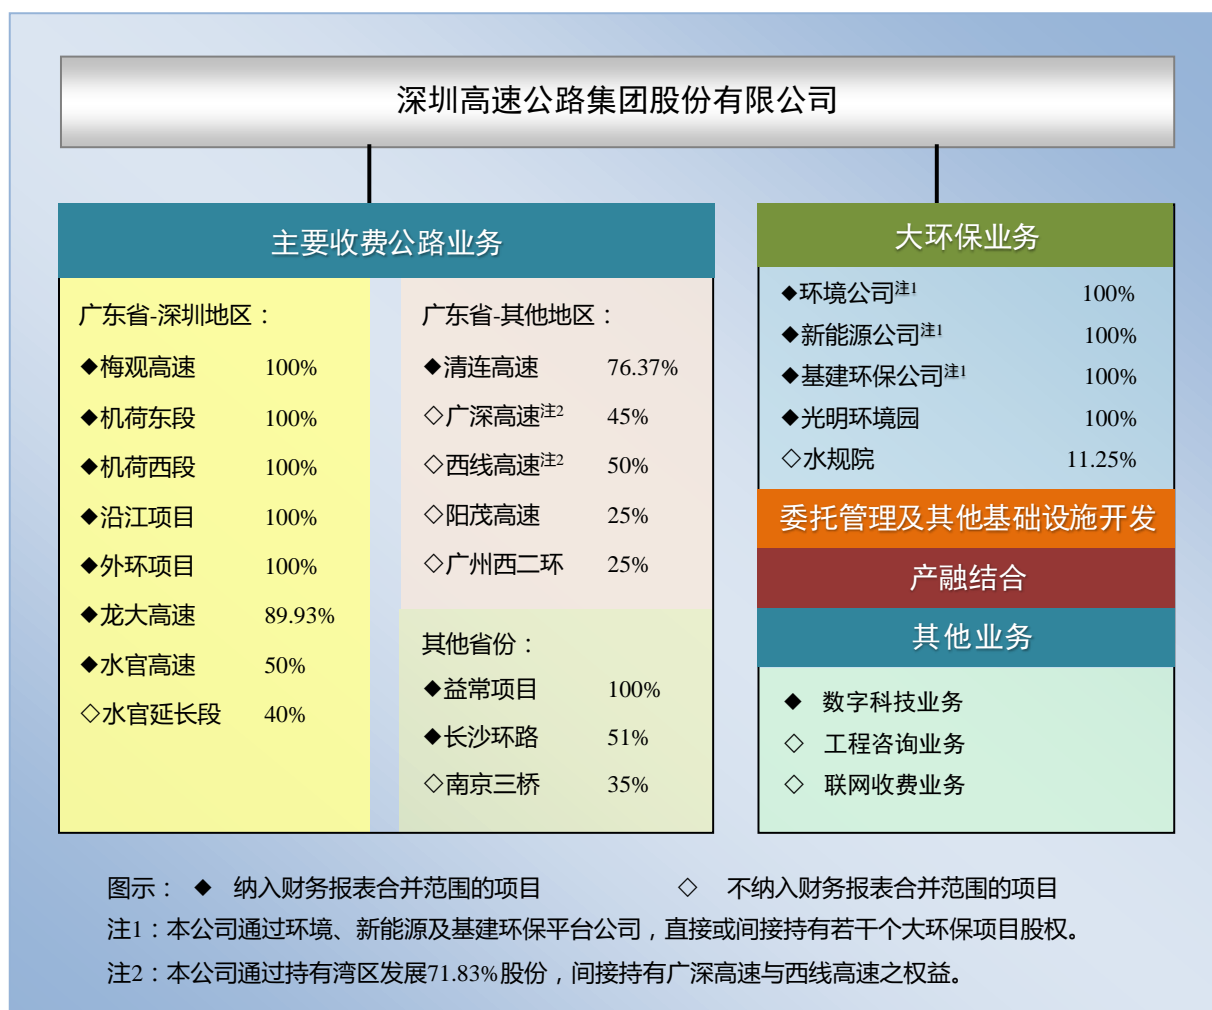 深圳高速公路集团股份有限公司
主要收费公路业务
广东省-深圳地区：
◆梅观高速 100%
◆机荷东段 100%
◆机荷西段 100%
◆沿江项目 100%
◆外环项目 100%
◆龙大高速 89.93%
◆水官高速 50%
◇水官延长段 40%
广东省-其他地区：
◆清连高速 76.37%
◇广深高速注2 45%
◇西线高速注2 50%
◇阳茂高速 25%
◇广州西二环 25%
其他省份：
◆益常项目 100%
◆长沙环路 51%
◇南京三桥 35%
大环保业务
◆环境公司注1 100%
◆新能源公司注1 100%
◆基建环保公司注1 100%
◆光明环境园 100%
◇水规院 11.25%
委托管理及其他基础设施开发
产融结合
其他业务
◆ 数字科技业务
◇ 工程咨询业务
◇ 联网收费业务
图示：◆ 纳入财务报表合并范围的项目 ◇ 不纳入财务报表合并范围的项目
注1：本公司通过环境、新能源及基建环保平台公司，直接或间接持有若干个大环保项目股权。
注2：本公司通过持有湾区发展71.83%股份，间接持有广深高速与西线高速之权益。